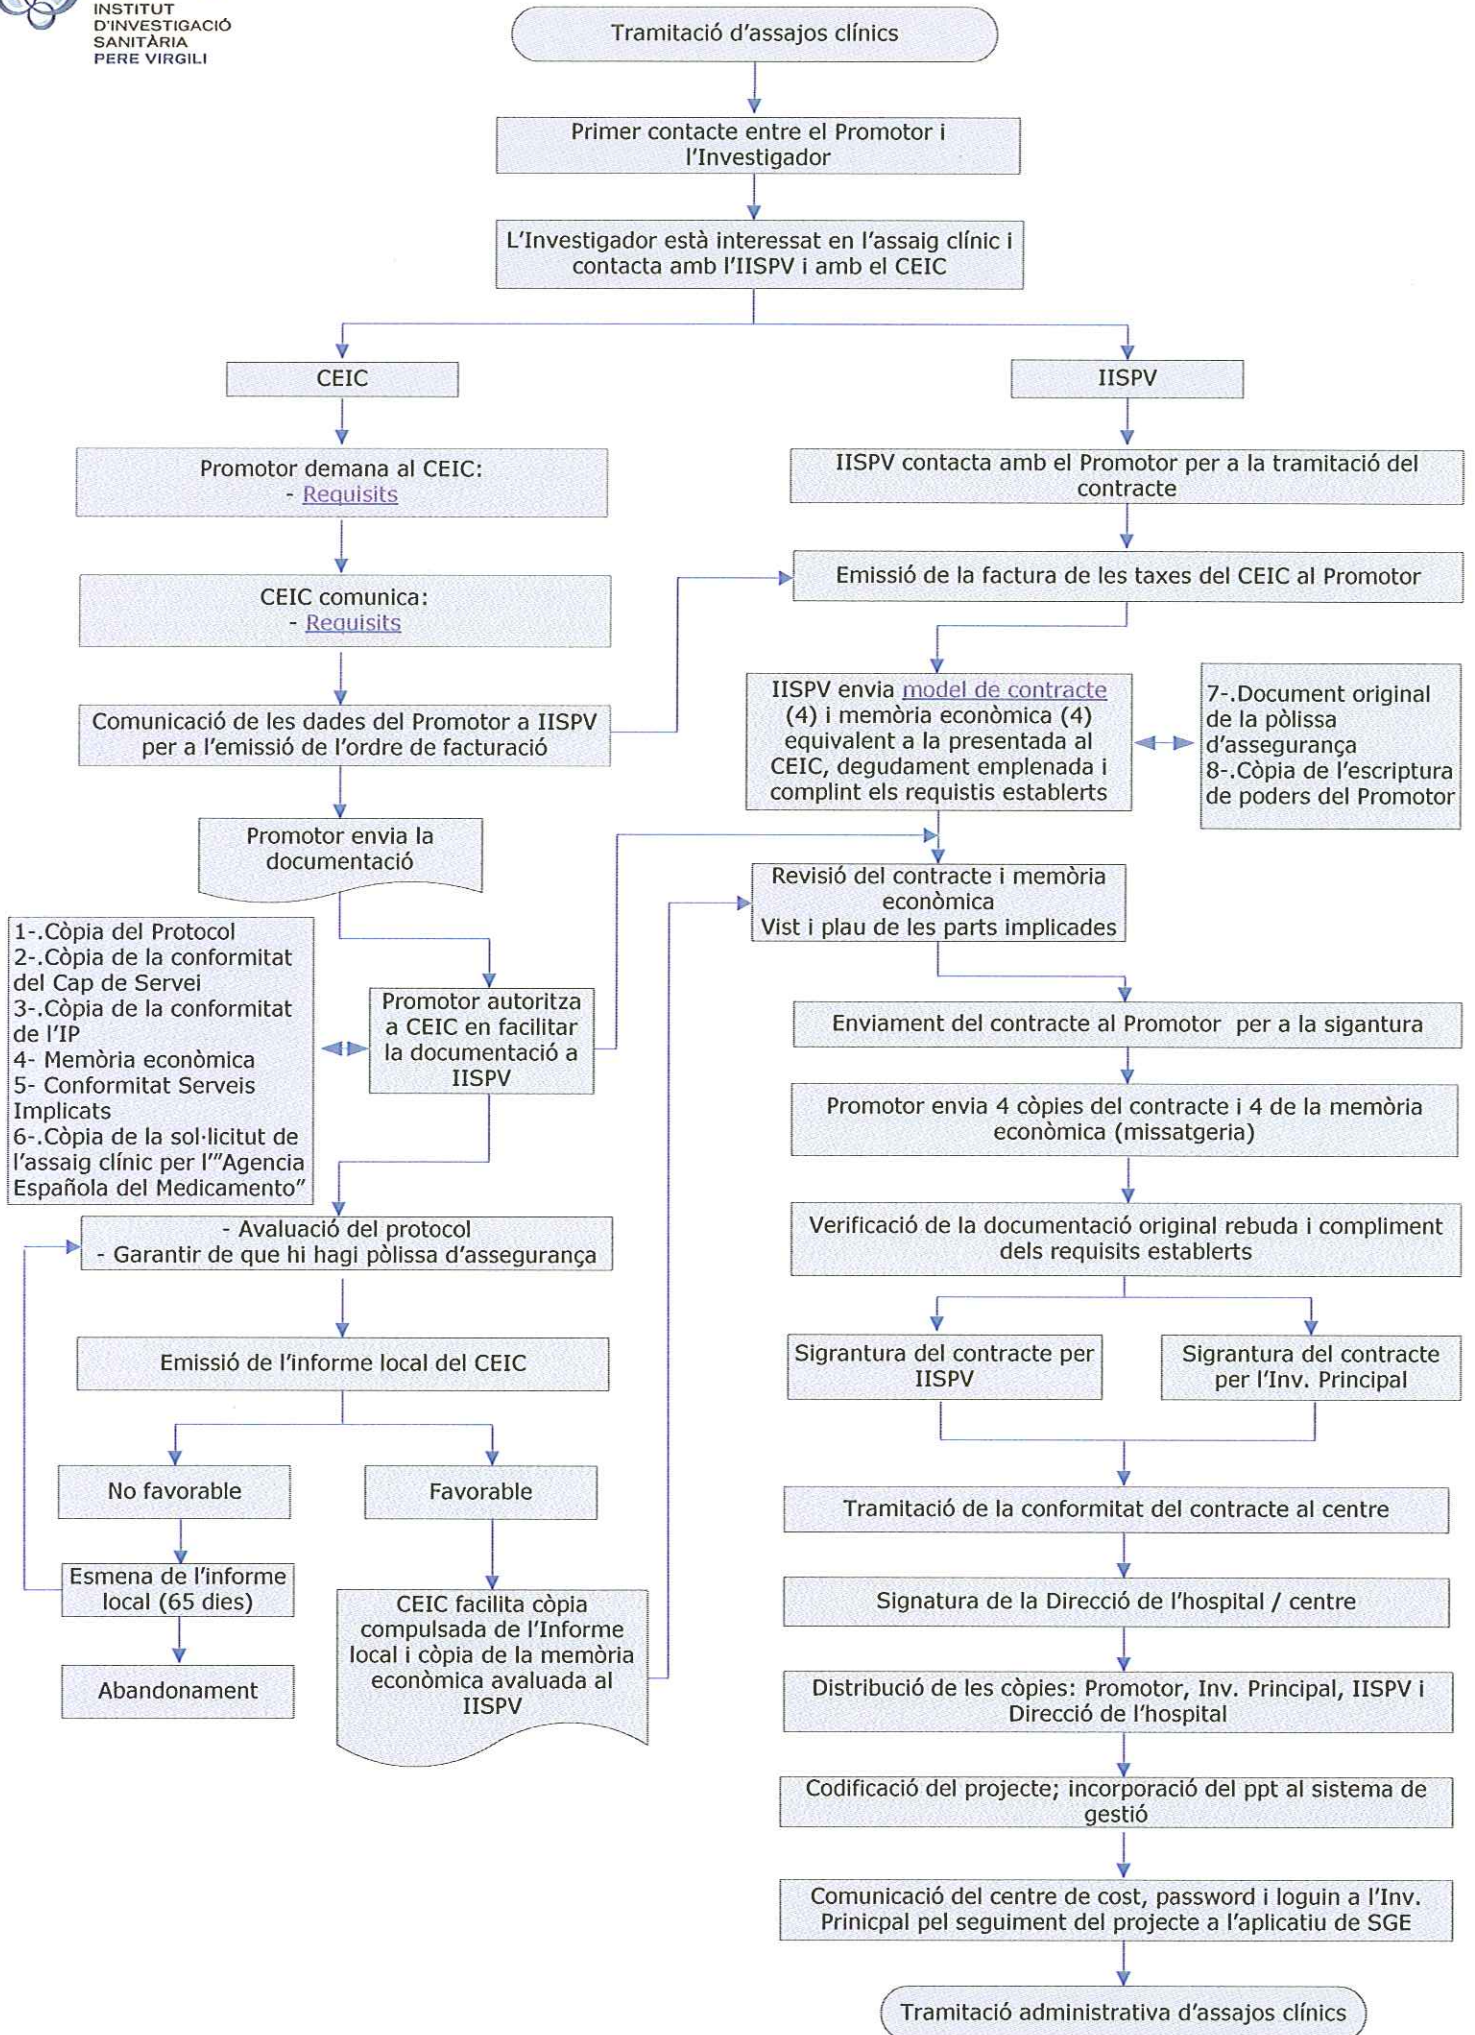 INSTITUT
D'INVESTIGACIÓ
SANITÀRIA
PERE VIRGILI
Tramitació d'assajos clínics
Primer contacte entre el Promotor i
l'Investigador
L'Investigador està interessat en l'assaig clínic i
contacta amb l'IISPV i amb el CEIC
CEIC
IISPV
Promotor demana al CEIC:
- Requisits
IISPV contacta amb el Promotor per a la tramitació del
contracte
CEIC comunica:
- Requisits
Emissió de la factura de les taxes del CEIC al Promotor
Comunicació de les dades del Promotor a IISPV
per a l'emissió de l'ordre de facturació
IISPV envia model de contracte
(4) i memòria econòmica (4)
equivalent a la presentada al
CEIC, degudament emplenada i
complint els requistis establerts
7-.Document original
de la pòlissa
d'assegurança
8-.Còpia de l'escriptura
de poders del Promotor
Promotor envia la
documentació
Revisió del contracte i memòria
econòmica
Vist i plau de les parts implicades
1-.Còpia del Protocol
2-.Còpia de la conformitat
del Cap de Servei
3-.Còpia de la conformitat
de l'IP
4- Memòria econòmica
5- Conformitat Serveis
Implicats
6-.Còpia de la sol·licitut de
l'assaig clínic per l'"Agencia
Española del Medicamento"
Promotor autoritza
a CEIC en facilitar
la documentació a
IISPV
Enviament del contracte al Promotor per a la sigantura
Promotor envia 4 còpies del contracte i 4 de la memòria
econòmica (missatgeria)
- Avaluació del protocol
- Garantir de que hi hagi pòlissa d'assegurança
Verificació de la documentació original rebuda i compliment
dels requisits establerts
Emissió de l'informe local del CEIC
Sigrantura del contracte per
IISPV
Sigrantura del contracte
per l'Inv. Principal
No favorable
Favorable
Tramitació de la conformitat del contracte al centre
Esmena de l'informe
local (65 dies)
CEIC facilita còpia
compulsada de l'Informe
local i còpia de la memòria
econòmica avaluada al
IISPV
Signatura de la Direcció de l'hospital / centre
Abandonament
Distribució de les còpies: Promotor, Inv. Principal, IISPV i
Direcció de l'hospital
Codificació del projecte; incorporació del ppt al sistema de
gestió
Comunicació del centre de cost, password i loguin a l'Inv.
Prinicpal pel seguiment del projecte a l'aplicatiu de SGE
Tramitació administrativa d'assajos clínics